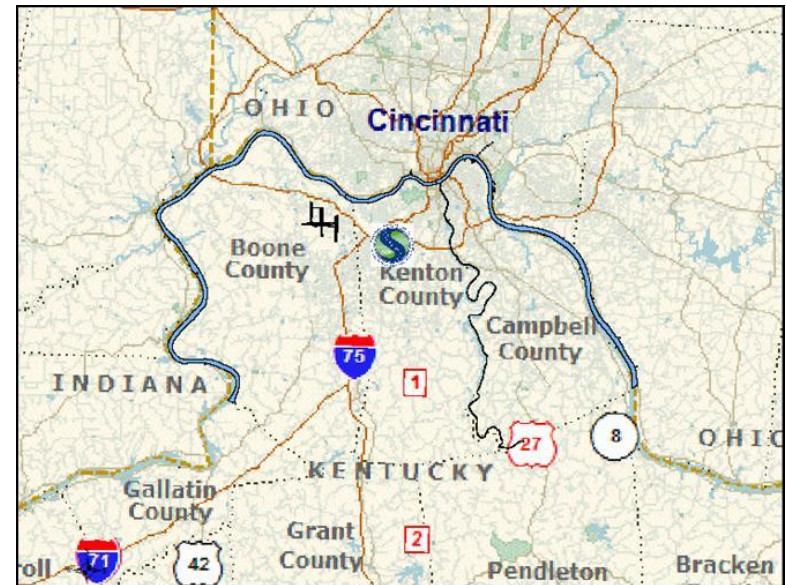 OHIO
Cincinnati
Boone
County
Kenton
County
Campbell
County
75
INDIANA
1
27
8
OHIO
KENTUCKY
Gallatin
County
Grant
County
2
71
42
roll
Pendleton
Bracken